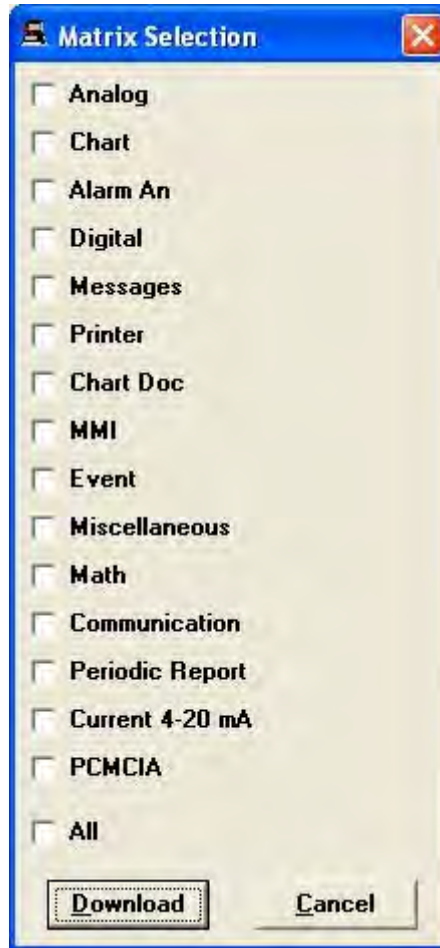 Matrix Selection
Analog
Chart
Alarm An
Digital
Messages
Printer
Chart Doc
MMI
Event
Miscellaneous
Math
Communication
Periodic Report
Current 4-20 mA
PCMCIA
All
Download Cancel